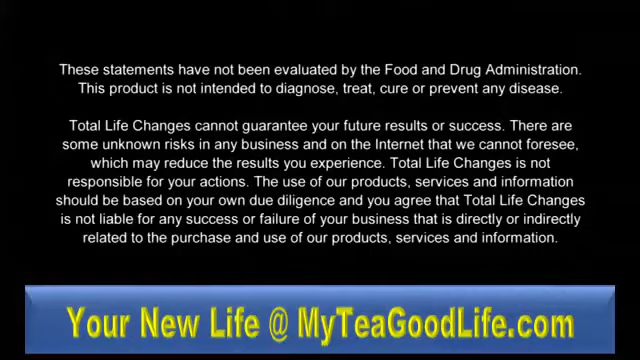 These statements have not been evaluated by the Food and Drug Administration.
This product is not intended to diagnose, treat, cure or prevent any disease.
Total Life Changes cannot guarantee your future results or success. There are
some unknown risks in any business and on the Internet that we cannot foresee,
which may reduce the results you experience. Total Life Changes is not
responsible for your actions. The use of our products, services and information
should be based on your own due diligence and you agree that Total Life Changes
is not liable for any success or failure of your business that is directly or indirectly
related to the purchase and use of our products, services and information.
Your New Life @ MyTeaGoodLife.com